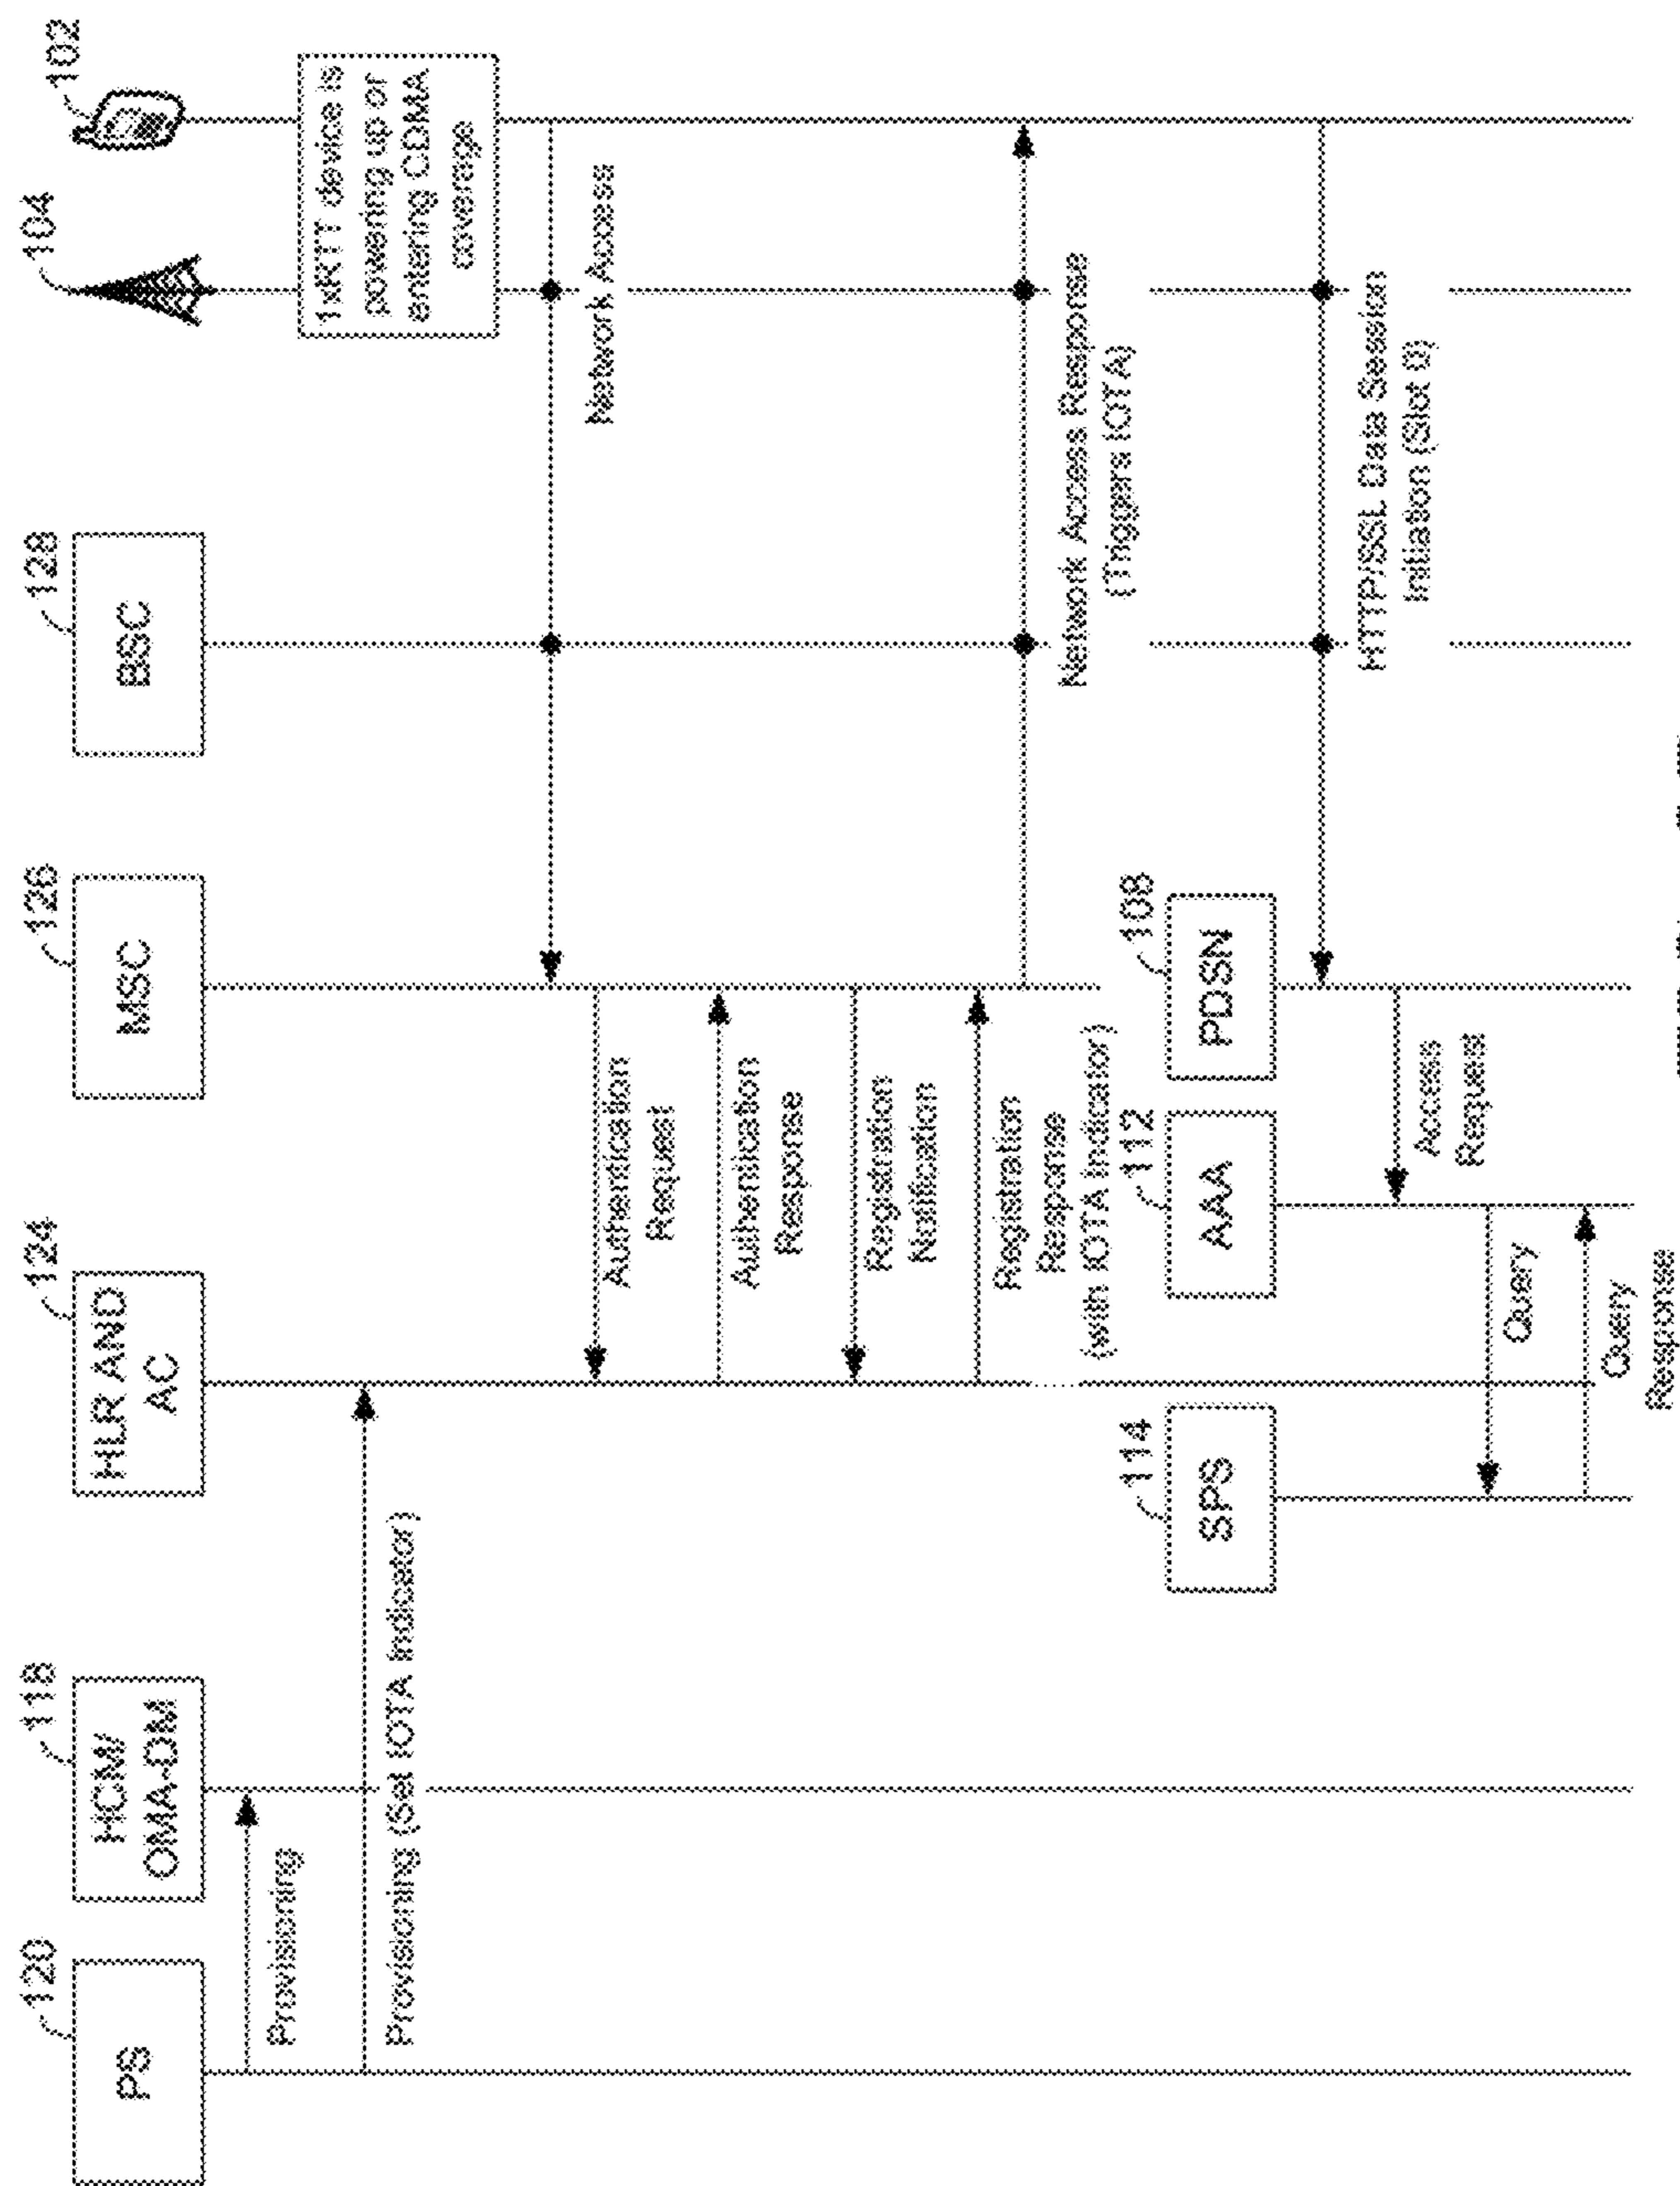 120
PS
118
HCM/
OMA-DM
124
HLR AND
AC
126
MSC
128
BSC
104
102
Provisioning
Provisioning (Set IOTA Indicator)
1xRTT device is
powering up or
entering CDMA
coverage
Network Access
Authentication
Request
Authentication
Response
Registration
Notification
Registration
Response
(with IOTA Indicator)
Network Access Response
(Triggers IOTA)
114
SPS
112
AAA
108
PDSN
HTTP/SSL Data Session
Initiation (Slot 0)
Access
Request
Query
Query
Response